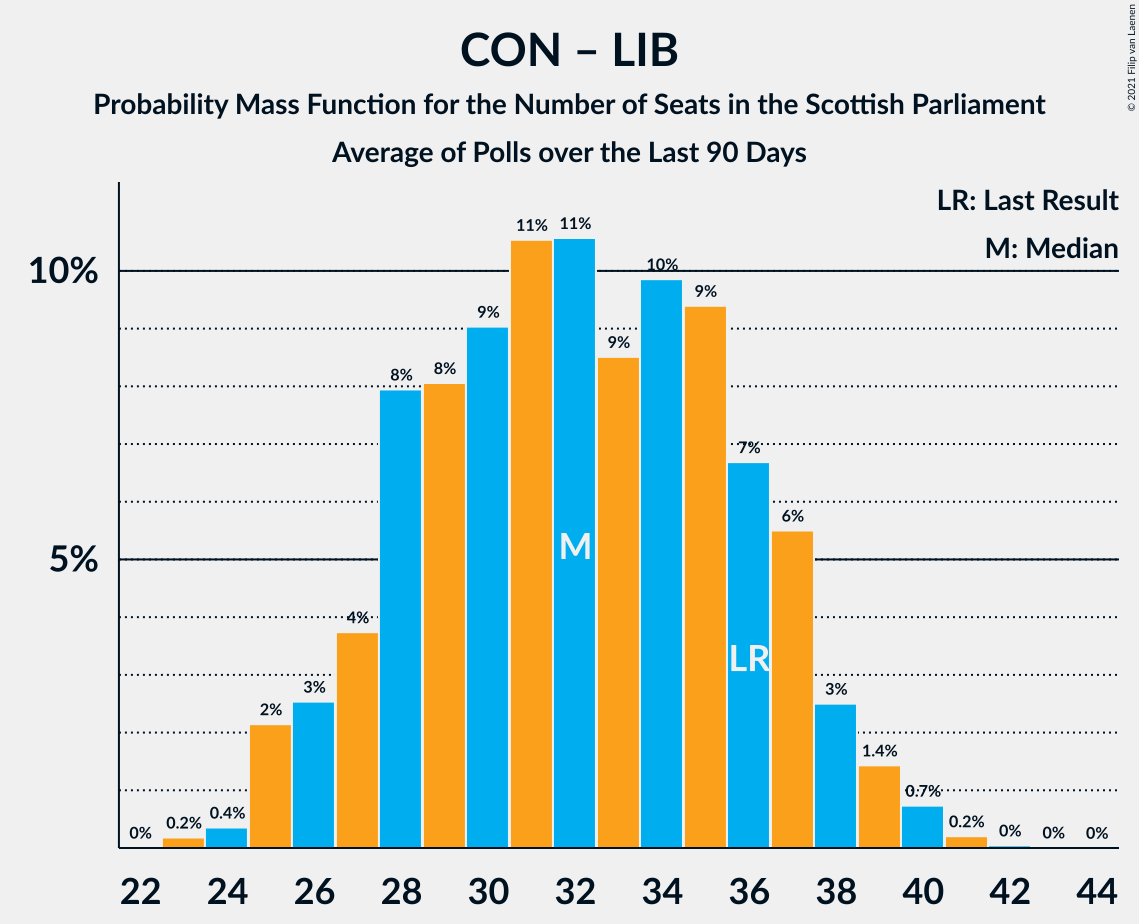 CON – LIB
Probability Mass Function for the Number of Seats in the Scottish Parliament
Average of Polls over the Last 90 Days
© 2021 Filip van Laenen
LR: Last Result
M: Median
10%
5%
0% 0.2% 0.4% 2% 3% 4% 8% 8% 9% 11% 11% 9% 10% 9% 7% 6% 3% 1.4% 0.7% 0.2% 0% 0% 0%
M
LR
22 24 26 28 30 32 34 36 38 40 42 44